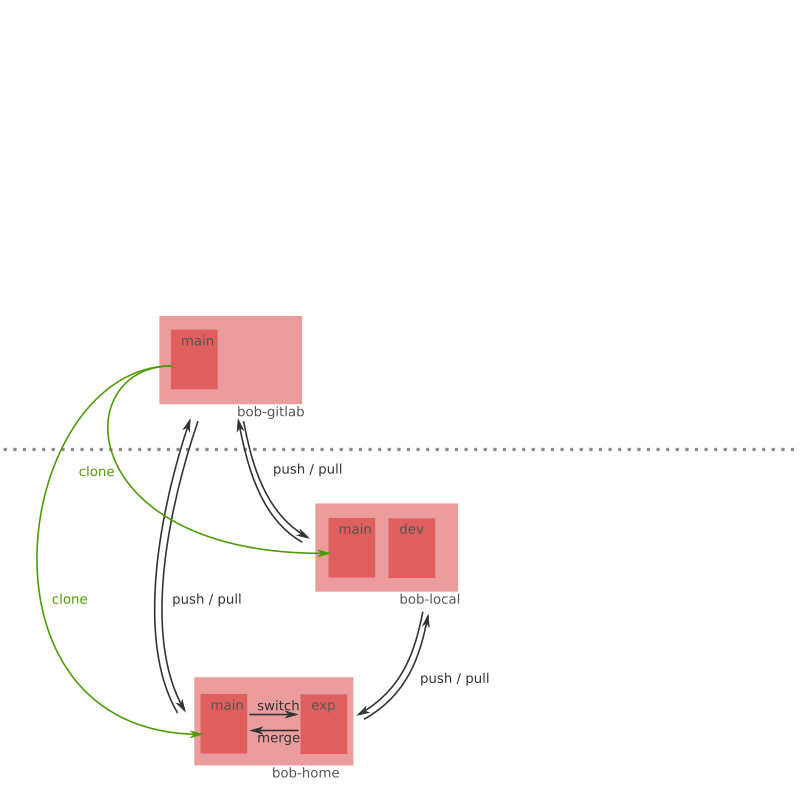 main
bob-gitlab
push / pull
clone
main
dev
clone
push / pull
bob-local
push / pull
main
switch
exp
merge
bob-home